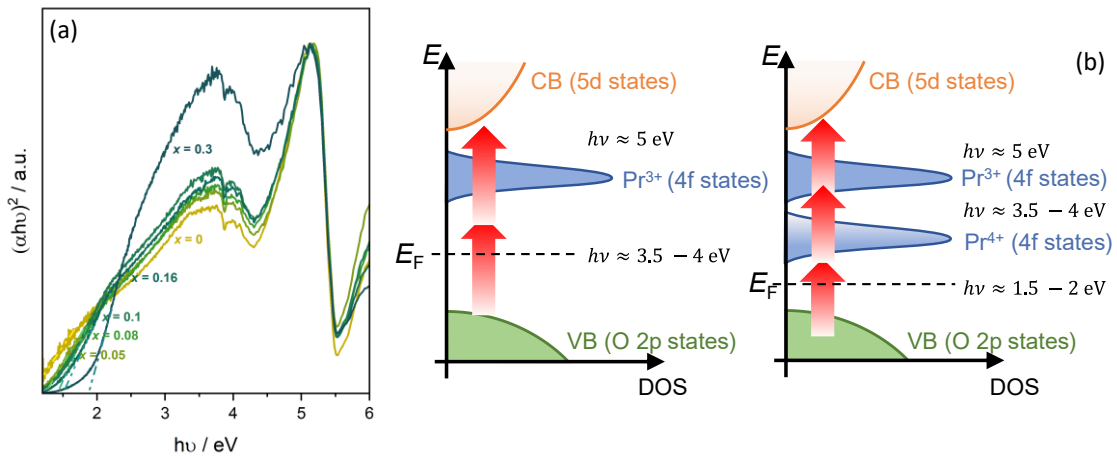 (a)
(αhυ)² / a.u.
x = 0.3
x = 0
x = 0.16
x = 0.1
x = 0.08
x = 0.05
2 3 4 5 6
hυ / eV
E
CB (5d states)
hν ≈ 5 eV
Pr³⁺ (4f states)
E_F
hν ≈ 3.5 − 4 eV
VB (O 2p states)
DOS
(b)
E
CB (5d states)
hν ≈ 5 eV
Pr³⁺ (4f states)
hν ≈ 3.5 − 4 eV
Pr⁴⁺ (4f states)
E_F
hν ≈ 1.5 − 2 eV
VB (O 2p states)
DOS